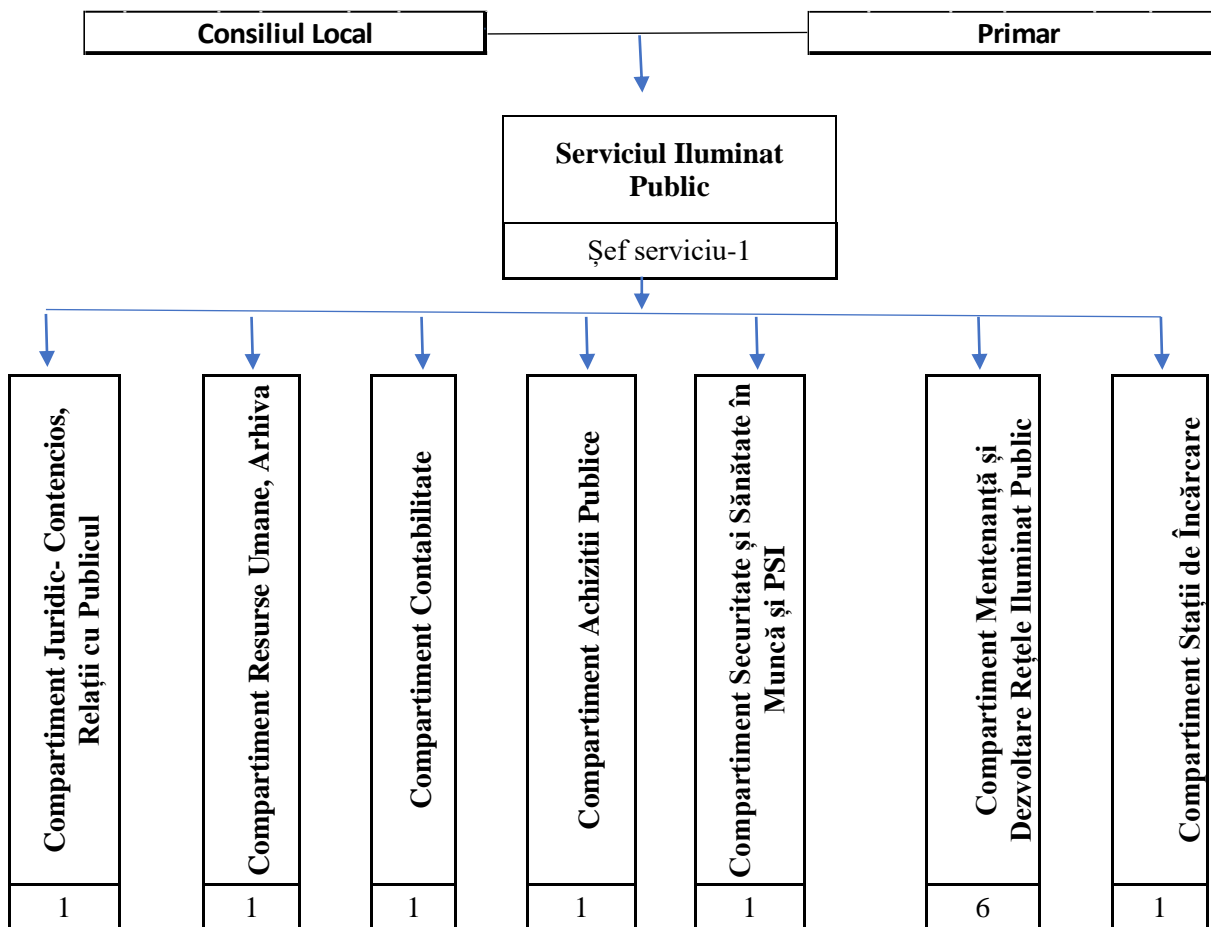 Consiliul Local
Primar
Serviciul Iluminat
Public
Șef serviciu-1
Compartiment Juridic- Contencios,
Relații cu Publicul
1
Compartiment Resurse Umane, Arhiva
1
Compartiment Contabilitate
1
Compartiment Achizitii Publice
1
Compartiment Securitate și Sănătate în
Muncă și PSI
1
Compartiment Mentenanță și
Dezvoltare Rețele Iluminat Public
6
Compartiment Stații de Încărcare
1